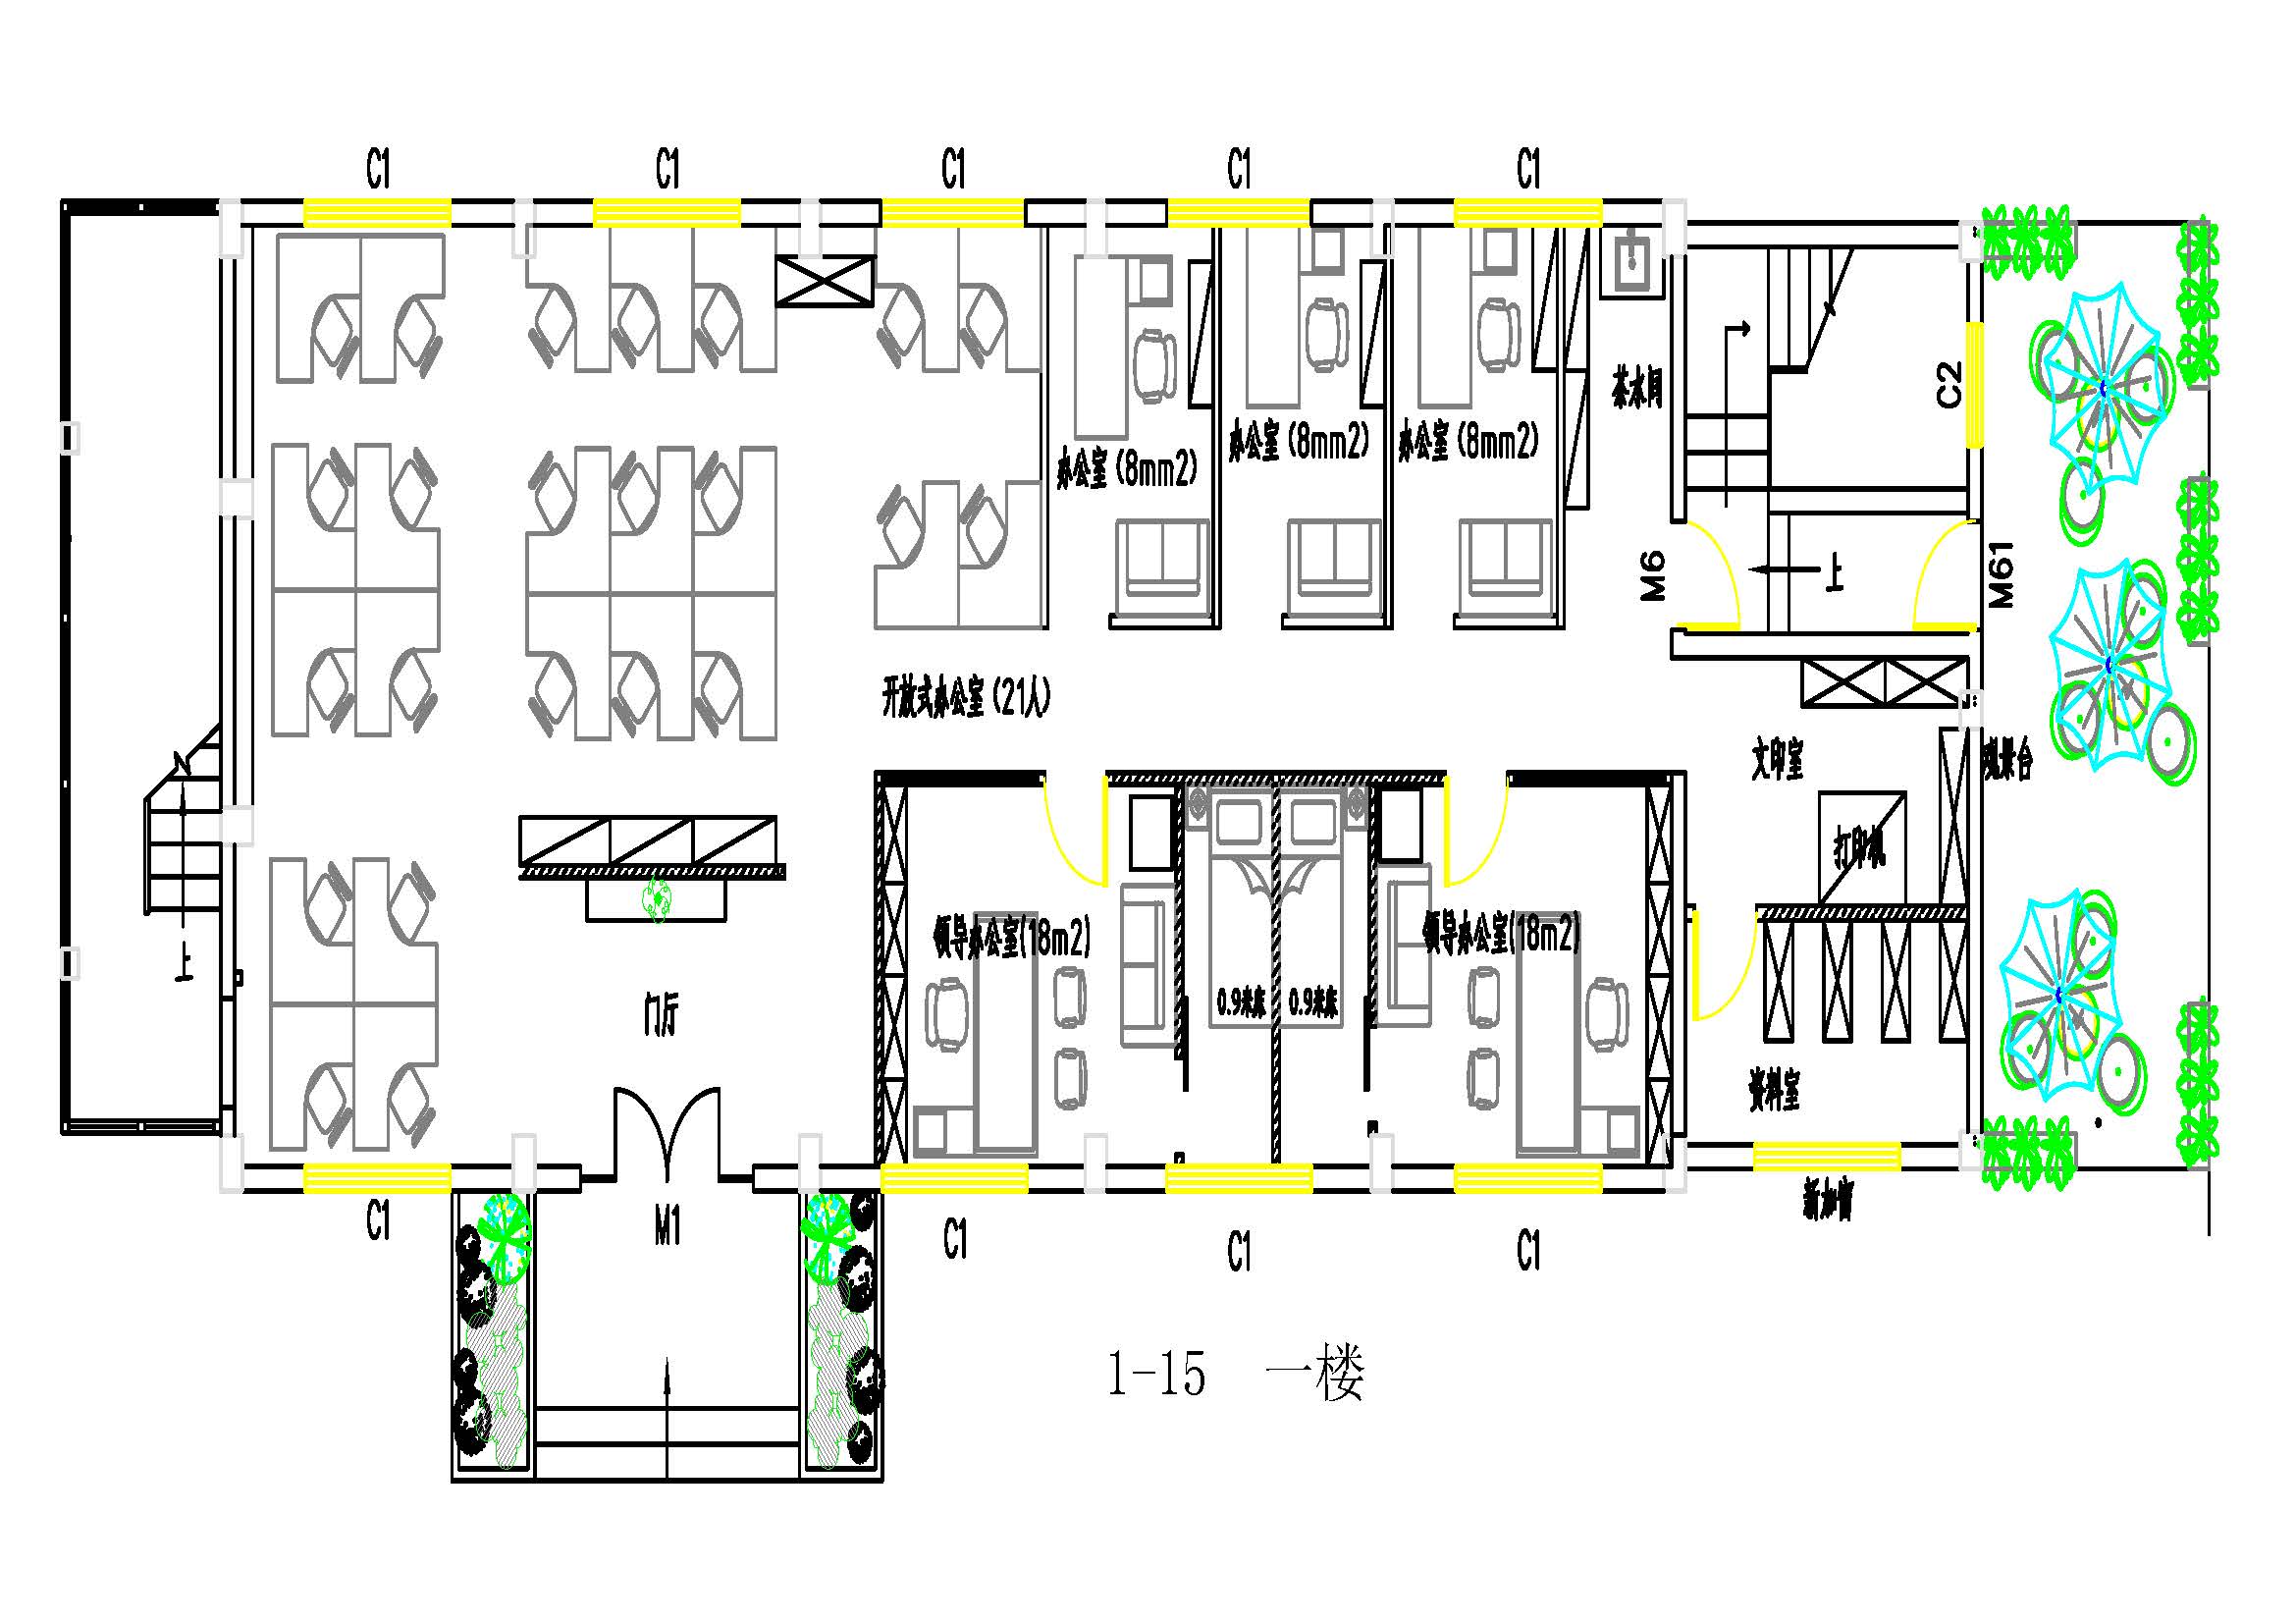 C1
C1
C1
C1
C1
C2
茶水间
办公室(8mm2)
办公室(8mm2)
办公室(8mm2)
M6
上
M61
开放式办公室(21人)
文印室
观景台
打印机
N
上
领导办公室(18m2)
领导办公室(18m2)
门厅
0.9米床
0.9米床
资料室
新加窗
C1
M1
C1
C1
C1
1-15 一楼